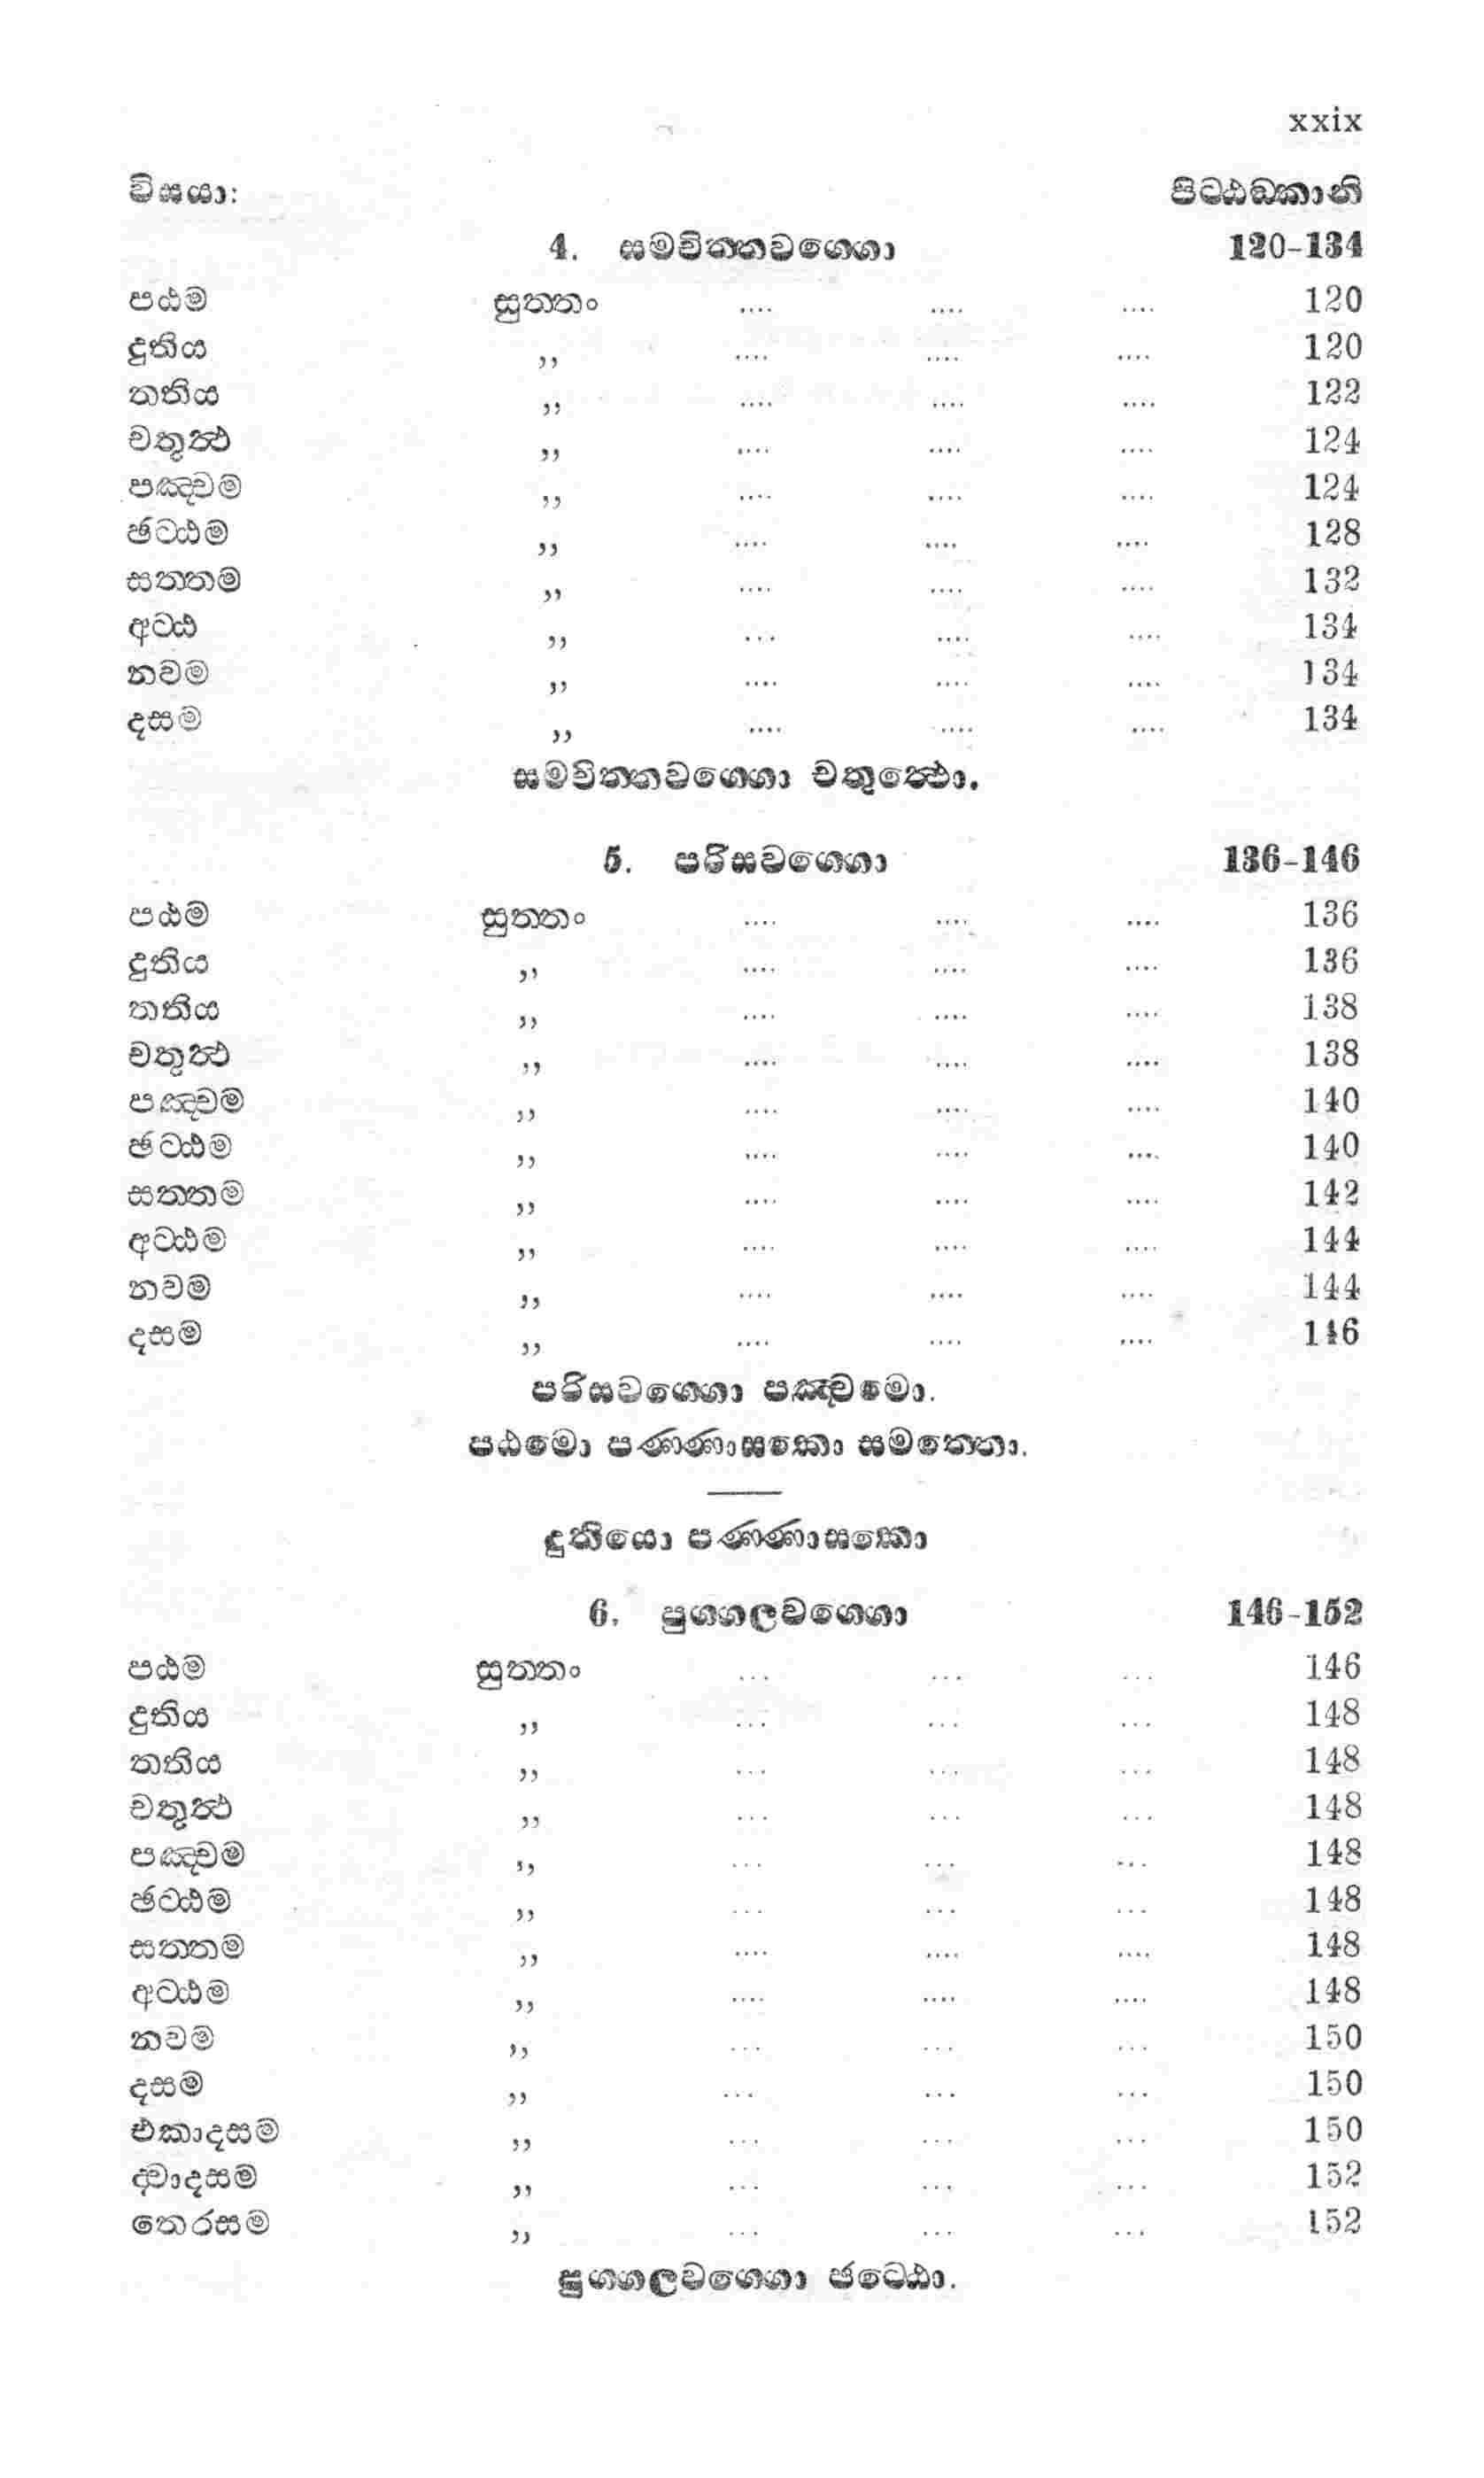 xxix
විසයා: පිටඨඞකානි
4. සමචිත්තවග්ගො 120-134
පඨම සුත්තං .... .... .... 120
දුතිය ,, .... .... .... 120
තතිය ,, .... .... .... 122
චතුත්‍ථ ,, .... .... .... 124
පඤ්චම ,, .... .... .... 124
ඡට්ඨම ,, .... .... .... 128
සත්තම ,, .... .... .... 132
අට්ඨ ,, ... .... .... 134
නවම ,, .... .... .... 134
දසම ,, .... .... .... 134
සමචිත්තවග්ගො චතුත්‍ථො.
5. පරිසවග්ගො 136-146
පඨම සුත්තං .... .... .... 136
දුතිය ,, .... .... .... 136
තතිය ,, .... .... .... 138
චතුත්‍ථ ,, .... .... .... 138
පඤ්චම ,, .... .... .... 140
ඡට්ඨම ,, .... .... .... 140
සත්තම ,, .... .... .... 142
අට්ඨම ,, .... .... .... 144
නවම ,, .... .... .... 144
දසම ,, .... .... .... 146
පරිසවග්ගො පඤ්චමො.
පඨමො පණ්ණාසකො සමත්තො.
දුතියො පණ්ණාසකො
6. පුග්ගලවග්ගො 146-152
පඨම සුත්තං ... ... ... 146
දුතිය ,, ... ... ... 148
තතිය ,, ... ... ... 148
චතුත්‍ථ ,, ... ... ... 148
පඤ්චම ,, ... ... ... 148
ඡට්ඨම ,, ... ... ... 148
සත්තම ,, .... .... .... 148
අට්ඨම ,, .... .... .... 148
නවම ,, ... ... ... 150
දසම ,, ... ... ... 150
එකාදසම ,, ... ... ... 150
ද්‍වාදසම ,, ... ... ... 152
තෙරසම ,, ... ... ... 152
පුග්ගලවග්ගො ඡට්ඨො.